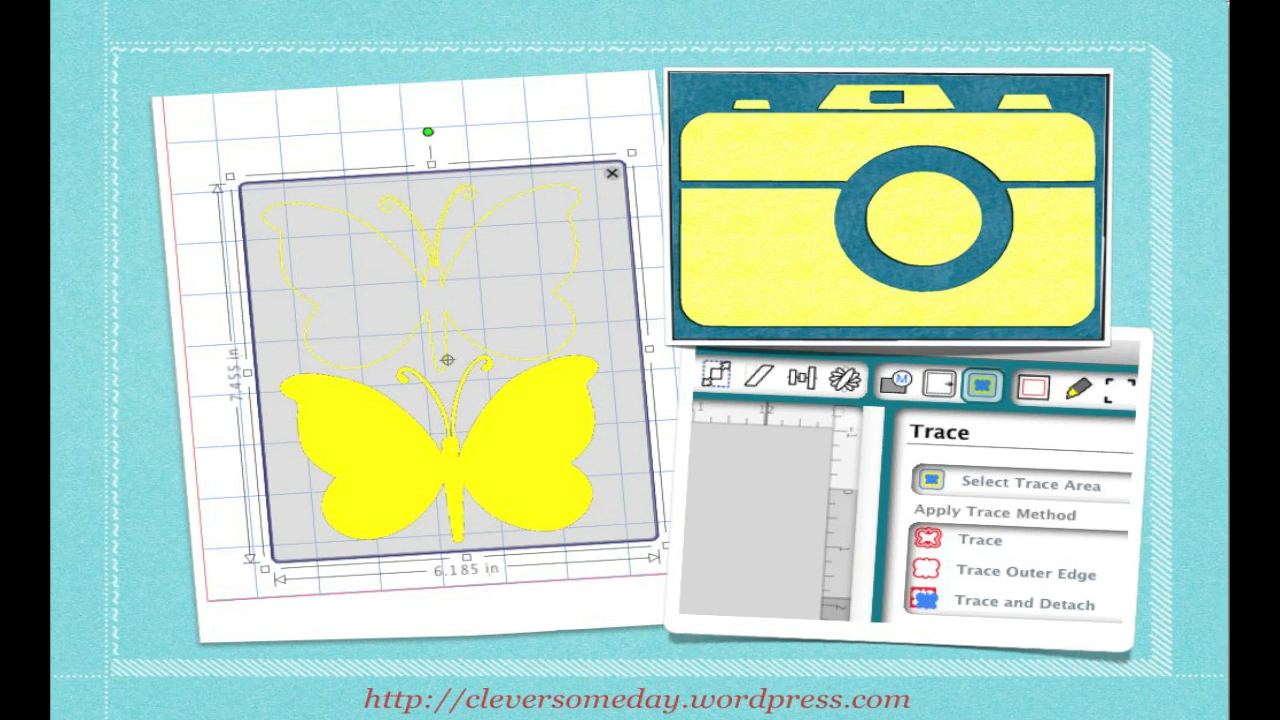 7.455 in
6.185 in
M
12
Trace
Select Trace Area
Apply Trace Method
Trace
Trace Outer Edge
Trace and Detach
http://cleversomeday.wordpress.com